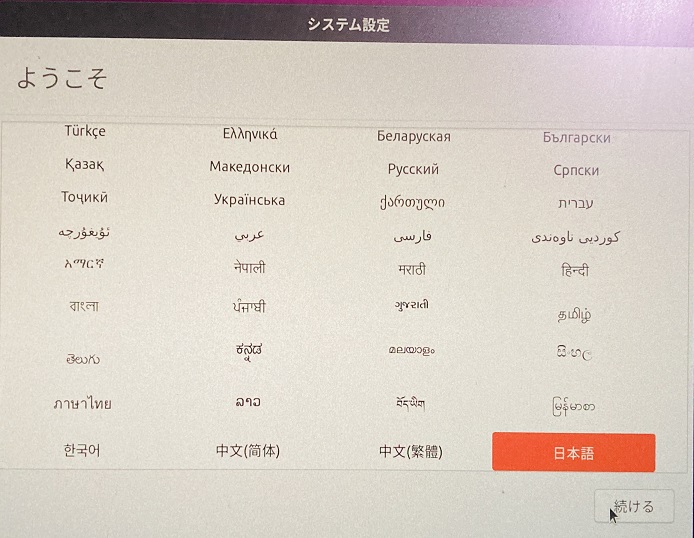 システム設定
ようこそ
Türkçe Ελληνικά Беларуская Български
Қазақ Македонски Русский Српски
Тоҷикӣ Українська ქართული עברית
ئۇيغۇرچە عربي فارسی كوردیی ناوەندی
አማርኛ नेपाली मराठी हिन्दी
বাংলা ਪੰਜਾਬੀ ગુજરાતી தமிழ்
తెలుగు ಕನ್ನಡ മലയാളം සිංහල
ภาษาไทย ລາວ བོད་ཡིག မြန်မာစာ
한국어 中文(简体) 中文(繁體) 日本語
続ける